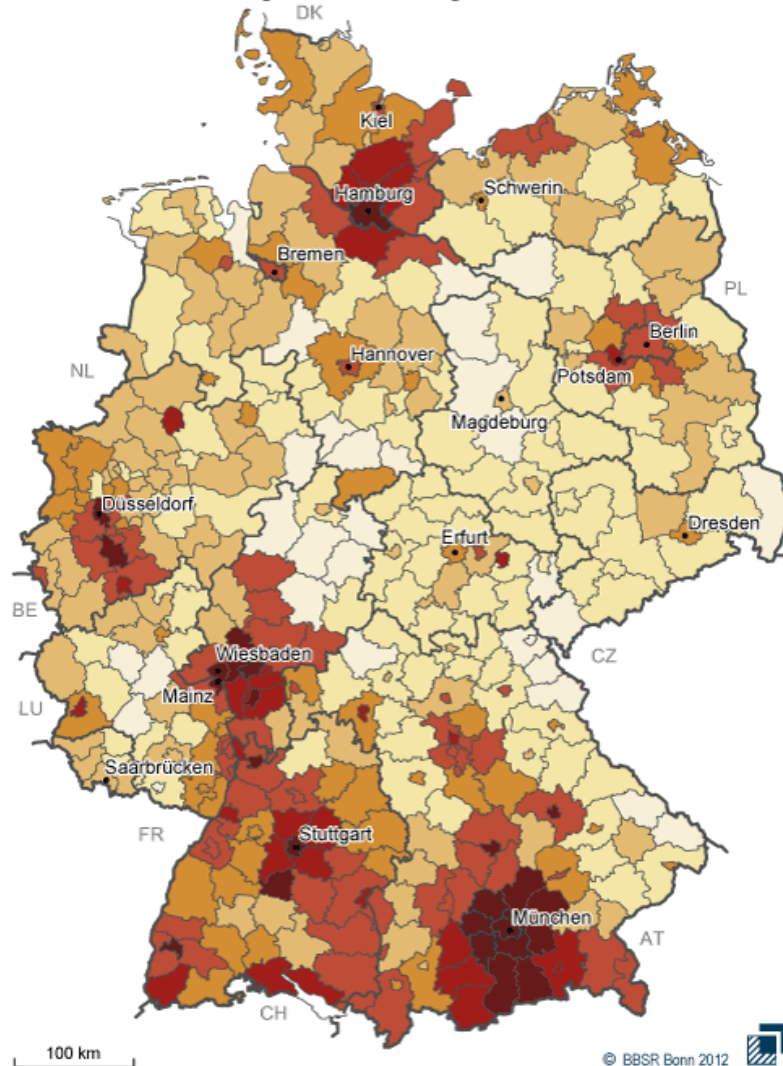 DK
Kiel
Hamburg
Schwerin
Bremen
PL
Berlin
Hannover
NL
Potsdam
Magdeburg
Düsseldorf
Dresden
Erfurt
BE
Wiesbaden
CZ
Mainz
LU
Saarbrücken
FR
Stuttgart
München
AT
CH
100 km
© BBSR Bonn 2012